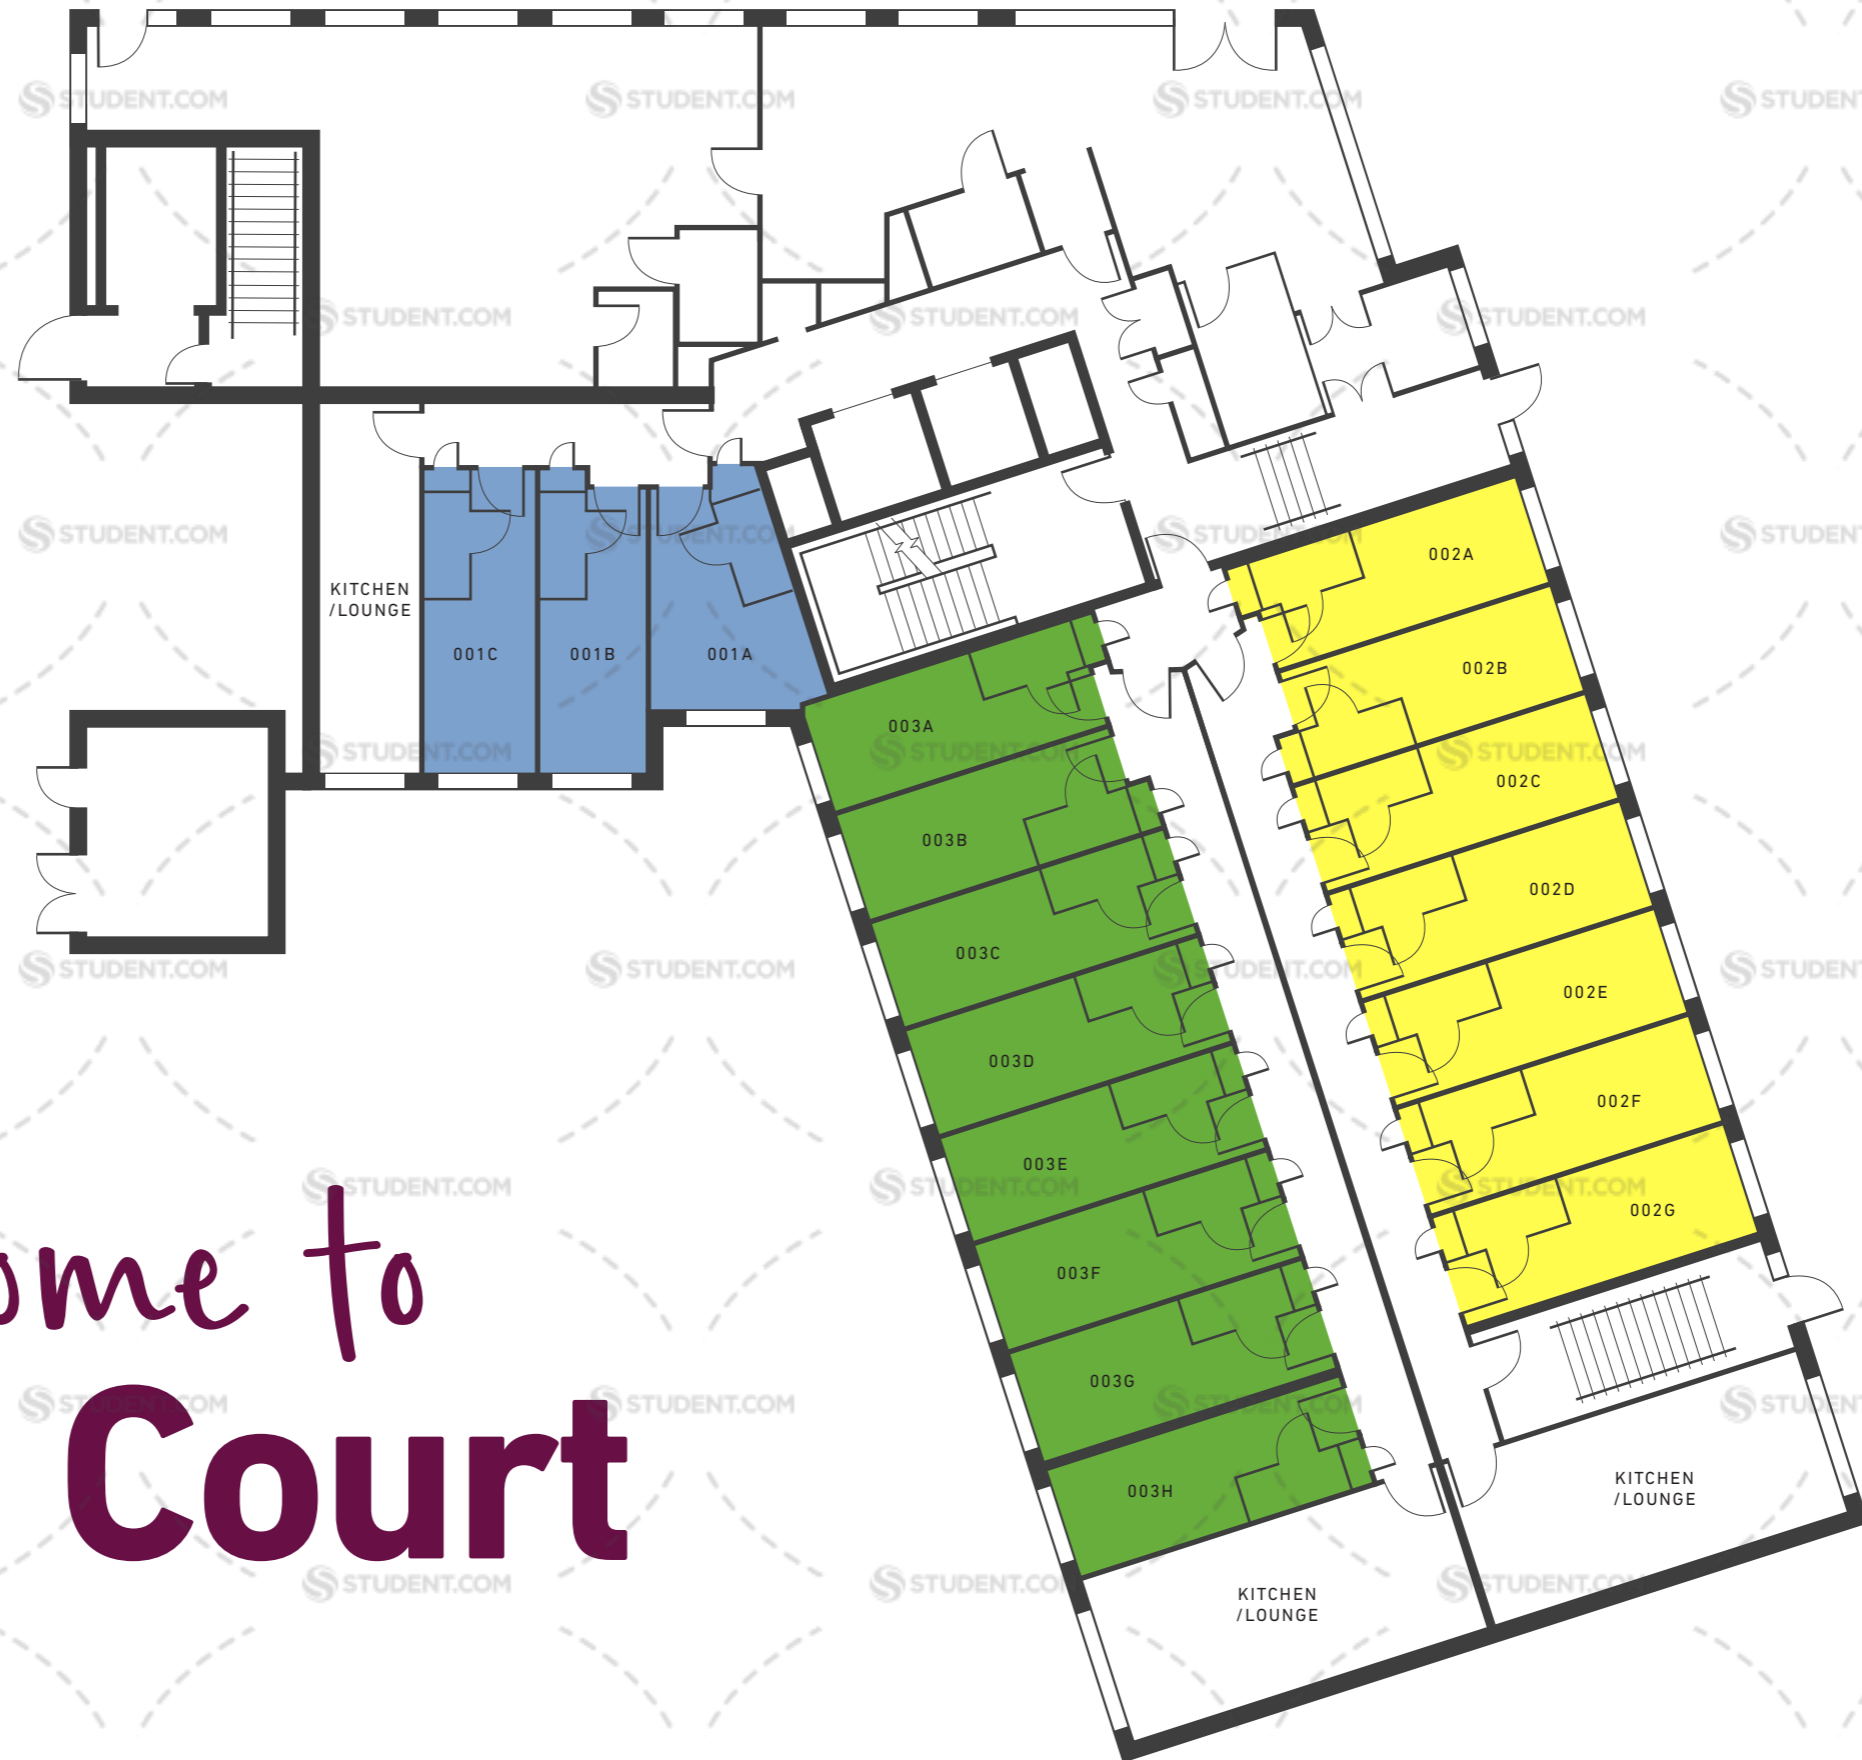 STUDENT.COM
KITCHEN
/LOUNGE
001C
001B
001A
002A
002B
002C
002D
002E
002F
002G
003A
003B
003C
003D
003E
003F
003G
003H
KITCHEN
/LOUNGE
KITCHEN
/LOUNGE
ome to
Court